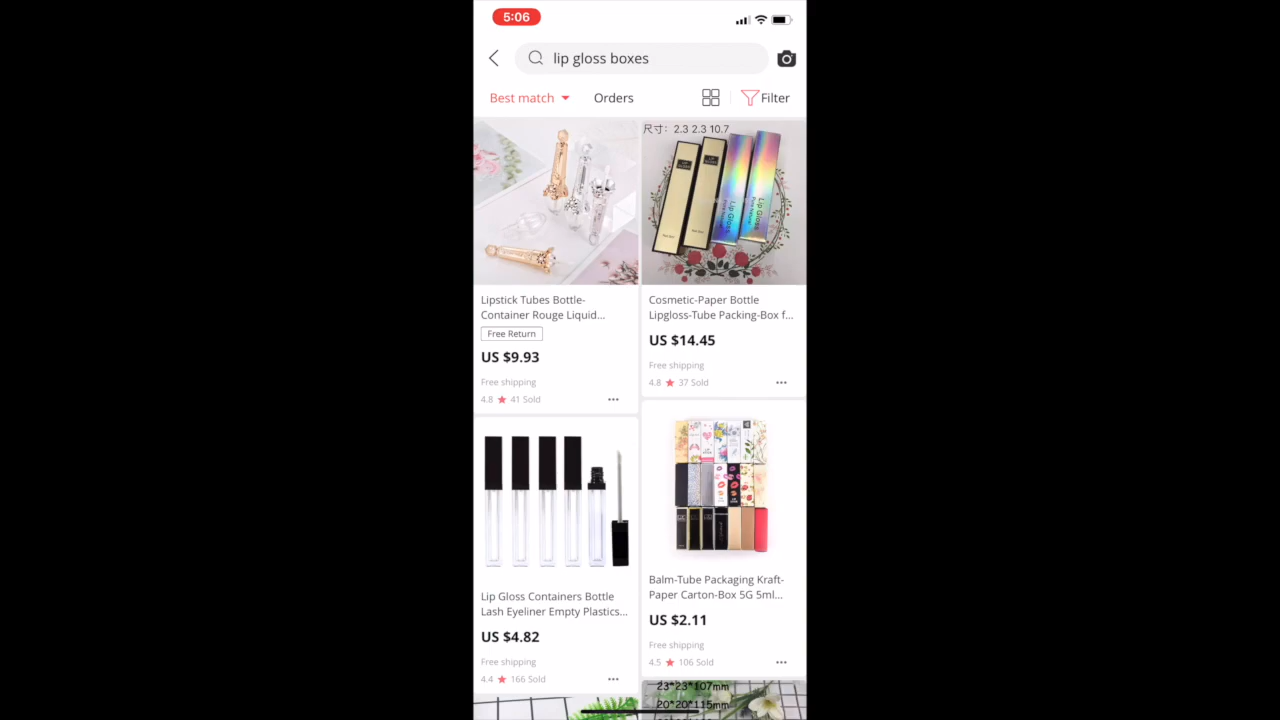 5:06
lip gloss boxes
Best match
Orders
Filter
尺寸: 2.3 2.3 10.7
Lip Gloss
Lip Gloss
Lipstick Tubes Bottle-
Container Rouge Liquid...
Free Return
US $9.93
Free shipping
4.8 ★ 41 Sold
Cosmetic-Paper Bottle
Lipgloss-Tube Packing-Box f...
US $14.45
Free shipping
4.8 ★ 37 Sold
Lip Gloss Containers Bottle
Lash Eyeliner Empty Plastics...
US $4.82
Free shipping
4.4 ★ 166 Sold
Balm-Tube Packaging Kraft-
Paper Carton-Box 5G 5ml...
US $2.11
Free shipping
4.5 ★ 106 Sold
23*23*107mm
20*20*115mm